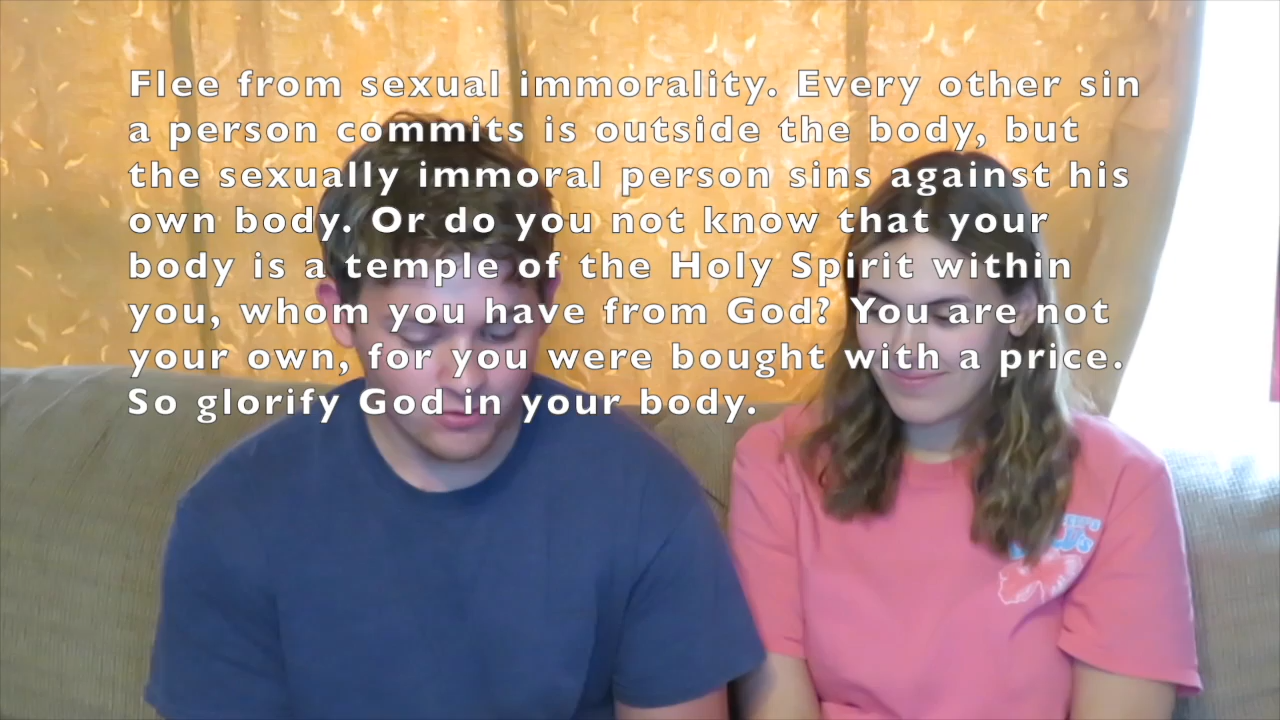 Flee from sexual immorality. Every other sin
a person commits is outside the body, but
the sexually immoral person sins against his
own body. Or do you not know that your
body is a temple of the Holy Spirit within
you, whom you have from God? You are not
your own, for you were bought with a price.
So glorify God in your body.